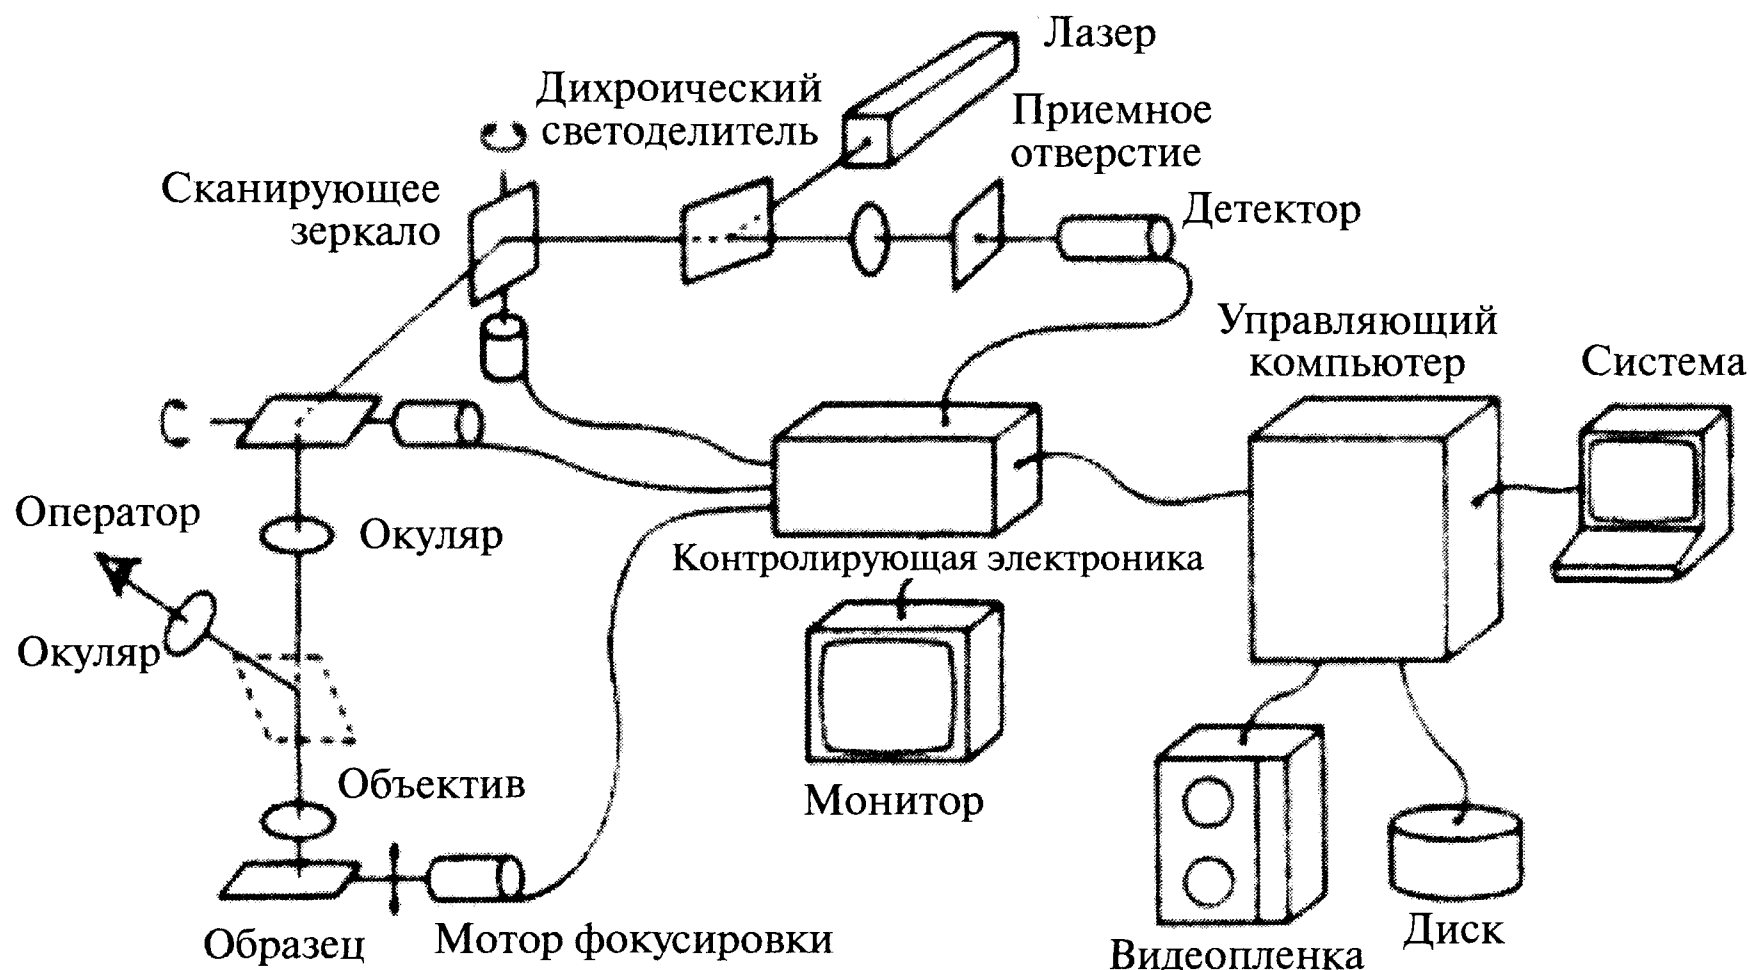 Лазер
Дихроический
светоделитель
Приемное
отверстие
Сканирующее
зеркало
Детектор
Управляющий
компьютер
Система
Оператор
Окуляр
Контролирующая электроника
Окуляр
Объектив
Монитор
Образец
Мотор фокусировки
Видеопленка
Диск